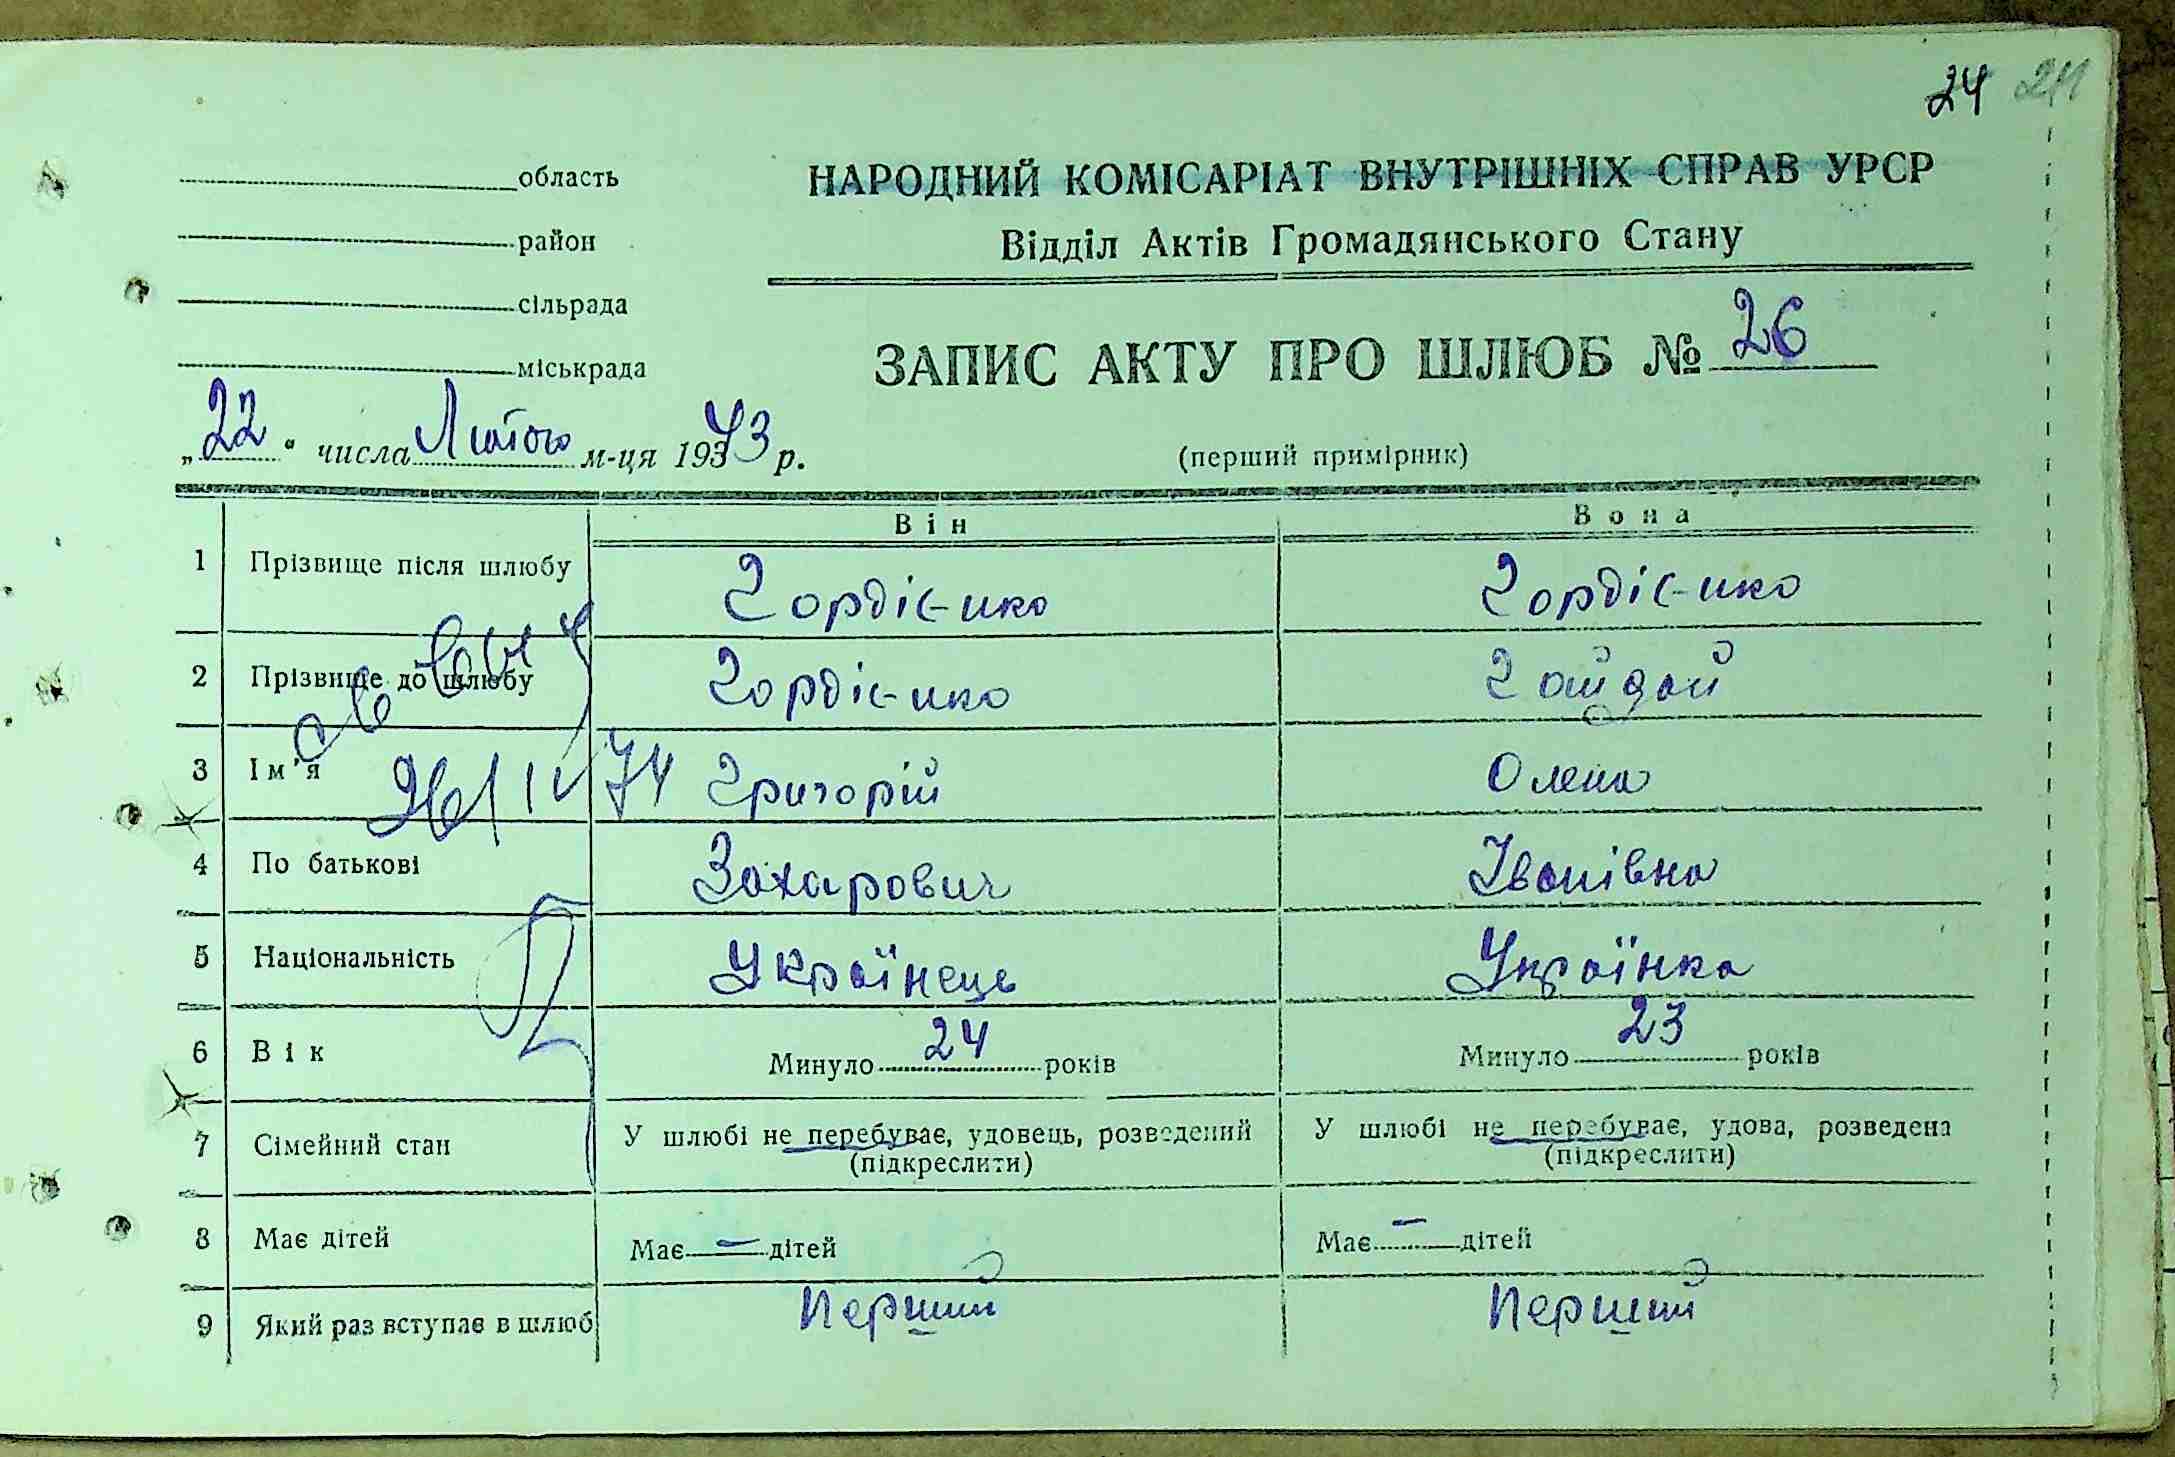 24 24
область
район
сільрада
міськрада
НАРОДНИЙ КОМІСАРІАТ ВНУТРІШНІХ СПРАВ УРСР
Відділ Актів Громадянського Стану
ЗАПИС АКТУ ПРО ШЛЮБ № 26
„22“ числа Лютого м-ця 1943 р.
(перший примірник)
Він Вона
1 Прізвище після шлюбу Гордієнко Гордієнко
2 Прізвище до шлюбу Гордієнко Гайдай
3 Ім'я Григорій Олена
26/IV 74
4 По батькові Захарович Іванівна
5 Національність Українець Українка
6 Вік Минуло 24 років Минуло 23 років
7 Сімейний стан У шлюбі не перебуває, удовець, розведений У шлюбі не перебуває, удова, розведена
(підкреслити) (підкреслити)
8 Має дітей Має – дітей Має – дітей
9 Який раз вступає в шлюб Перший Перший